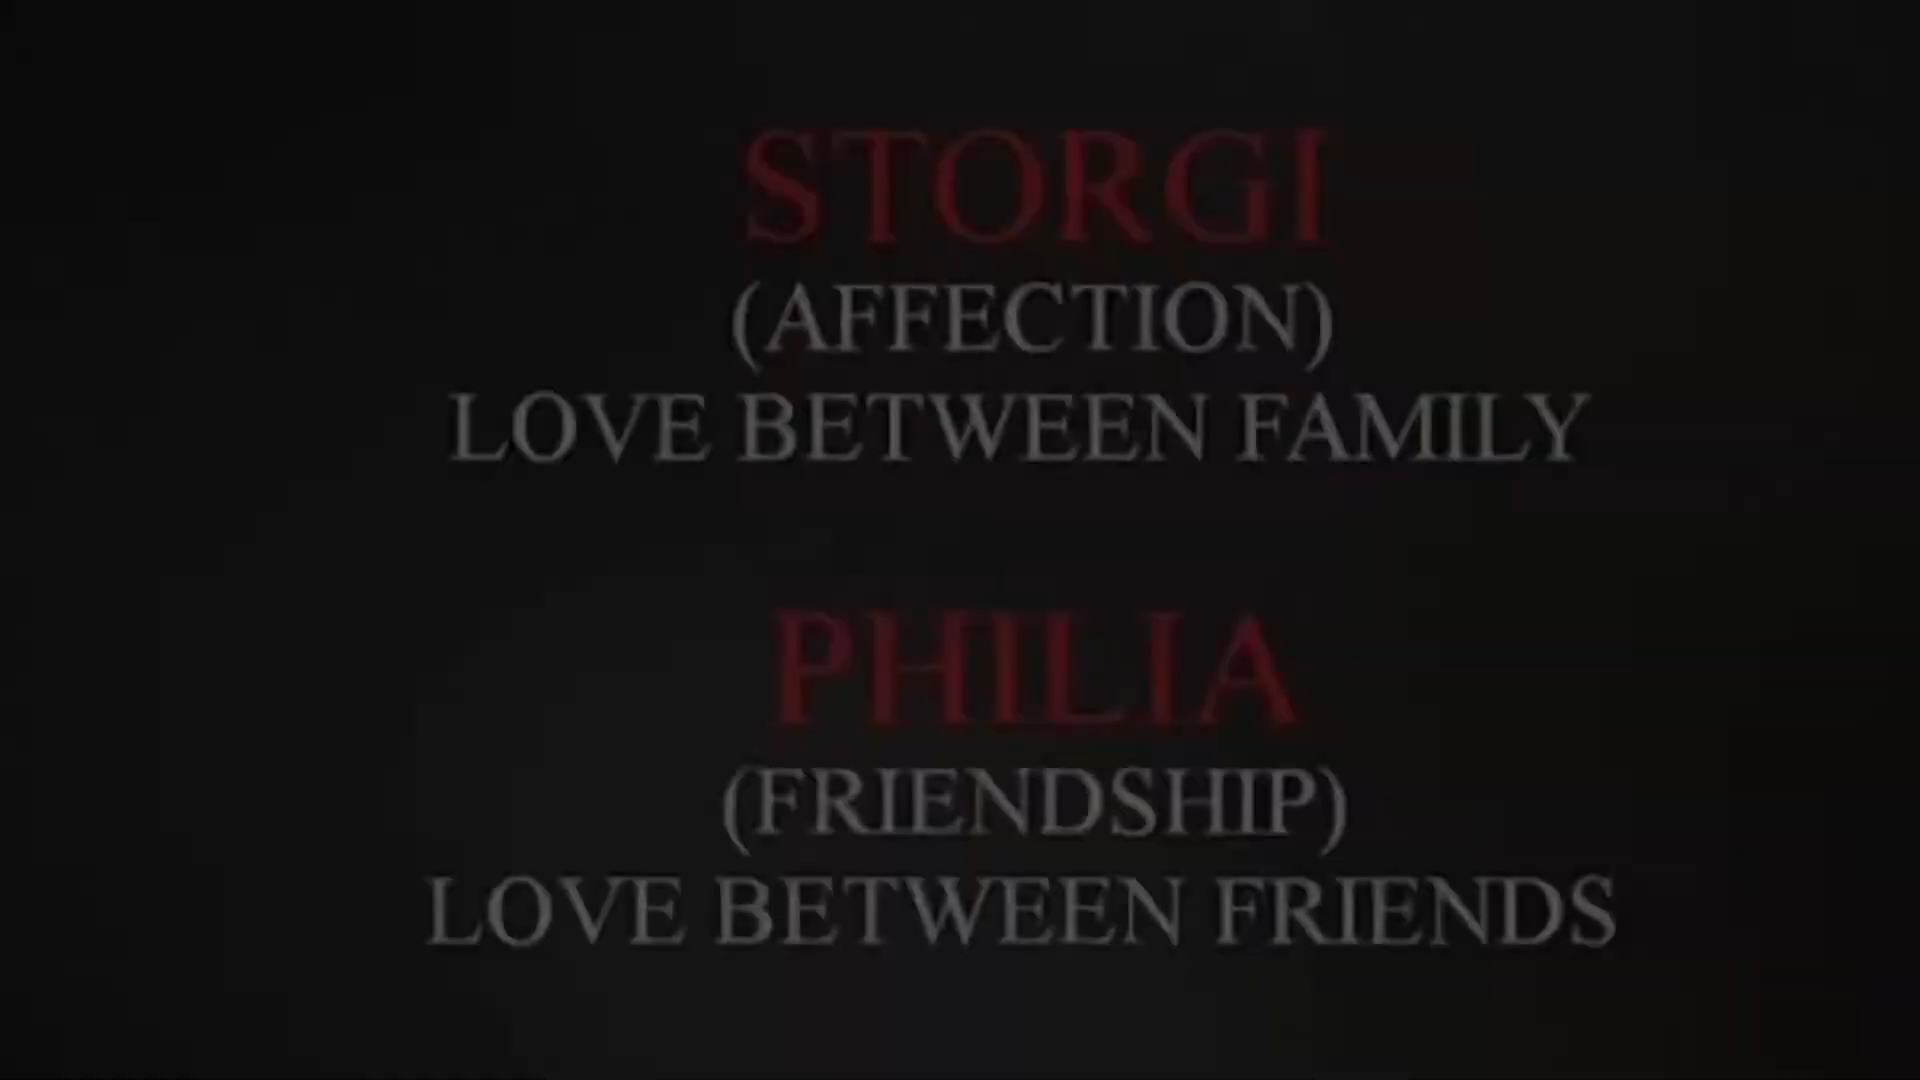 STORGI
(AFFECTION)
LOVE BETWEEN FAMILY
PHILIA
(FRIENDSHIP)
LOVE BETWEEN FRIENDS